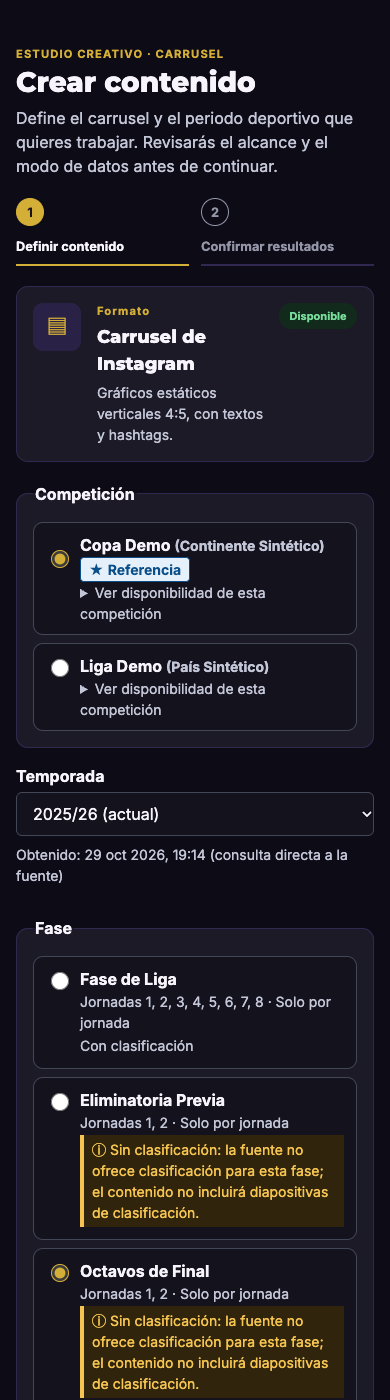 ESTUDIO CREATIVO · CARRUSEL
Crear contenido
Define el carrusel y el periodo deportivo que
quieres trabajar. Revisarás el alcance y el
modo de datos antes de continuar.
1
2
Definir contenido
Confirmar resultados
Formato
Disponible
Carrusel de
Instagram
Gráficos estáticos
verticales 4:5, con textos
y hashtags.
Competición
Copa Demo (Continente Sintético)
★ Referencia
▶ Ver disponibilidad de esta
competición
Liga Demo (País Sintético)
▶ Ver disponibilidad de esta
competición
Temporada
2025/26 (actual)
Obtenido: 29 oct 2026, 19:14 (consulta directa a la
fuente)
Fase
Fase de Liga
Jornadas 1, 2, 3, 4, 5, 6, 7, 8 · Solo por
jornada
Con clasificación
Eliminatoria Previa
Jornadas 1, 2 · Solo por jornada
ⓘ Sin clasificación: la fuente no
ofrece clasificación para esta fase;
el contenido no incluirá diapositivas
de clasificación.
Octavos de Final
Jornadas 1, 2 · Solo por jornada
ⓘ Sin clasificación: la fuente no
ofrece clasificación para esta fase;
el contenido no incluirá diapositivas
de clasificación.